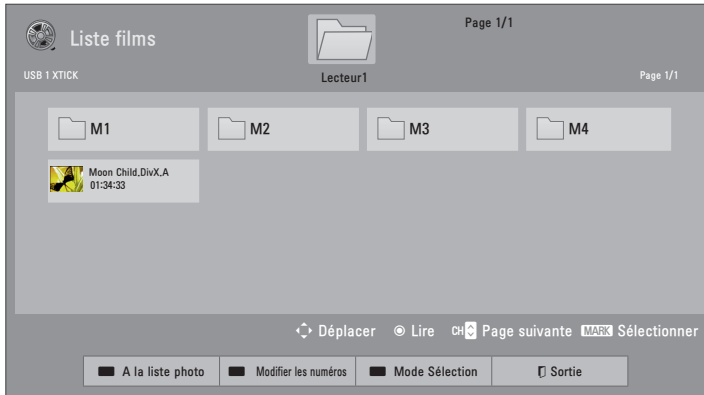 Page 1/1
Liste films
Lecteur1
USB 1 XTICK
Page 1/1
M1
M2
M3
M4
Moon Child.DivX.A
01:34:33
Déplacer
Lire
CH Page suivante
MARK Sélectionner
A la liste photo
Modifier les numéros
Mode Sélection
Sortie